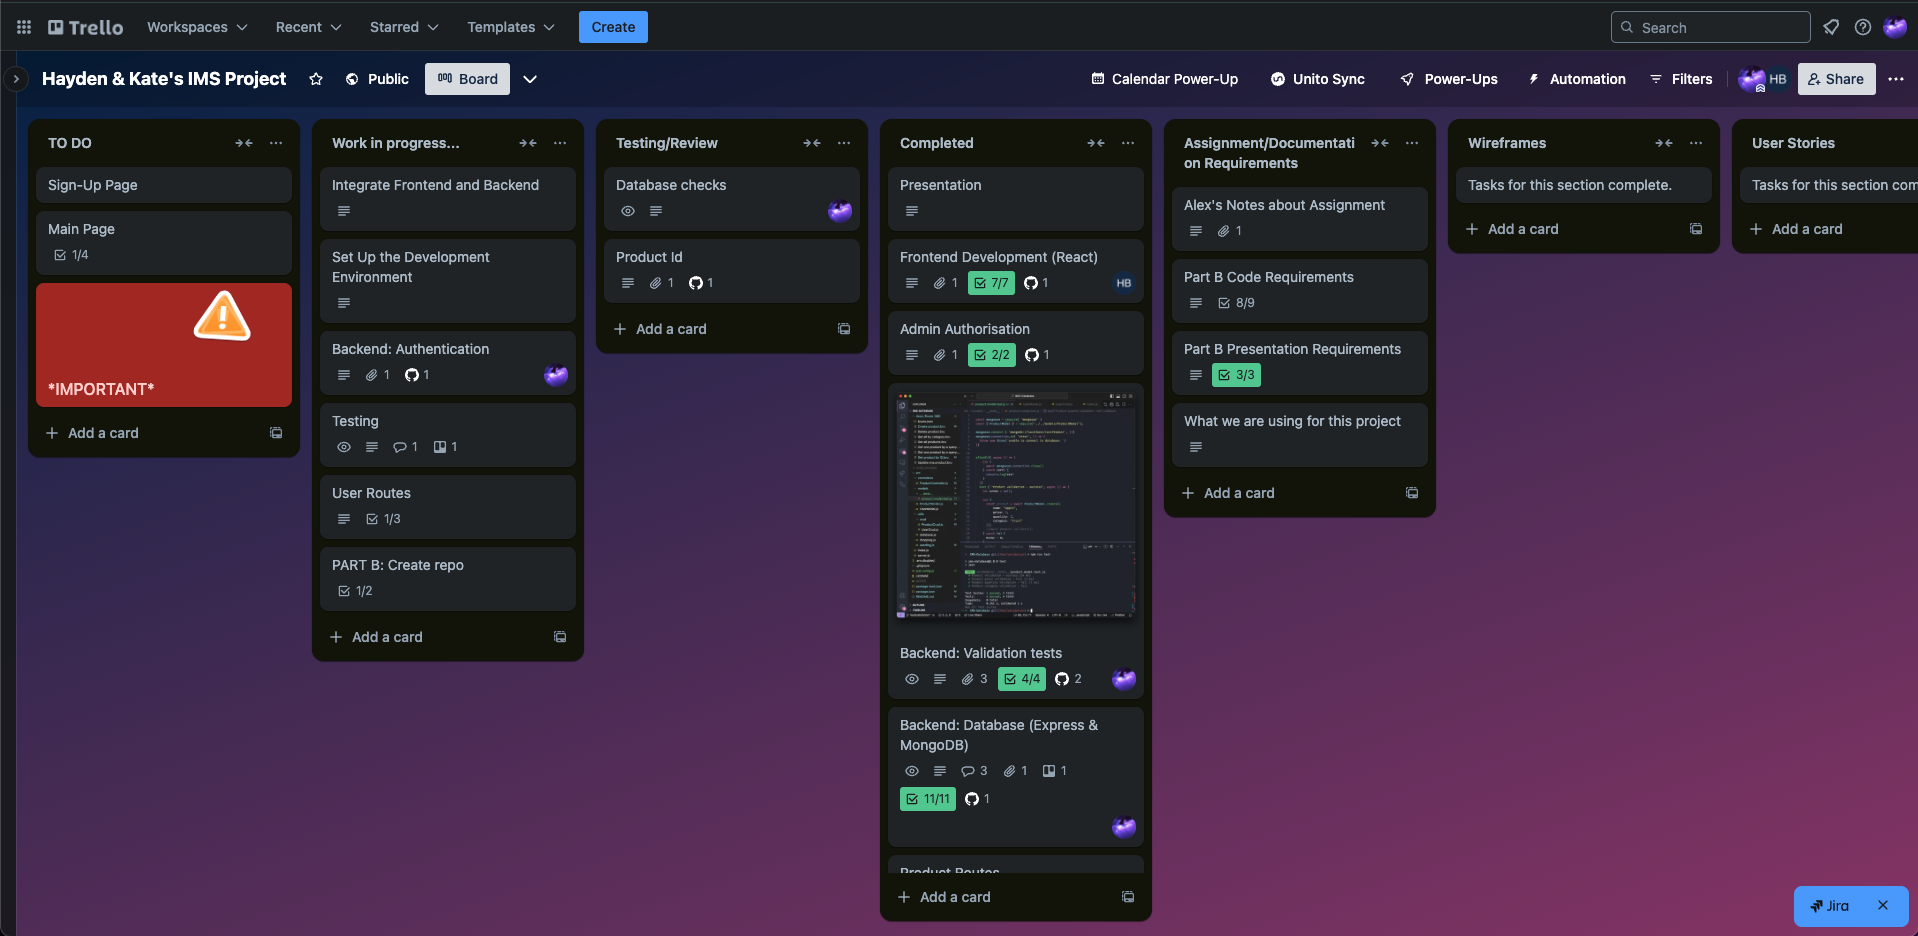 Trello
Workspaces
Recent
Starred
Templates
Create
Search
Hayden & Kate's IMS Project
Public
Board
Calendar Power-Up
Unito Sync
Power-Ups
Automation
Filters
HB
Share
TO DO
Sign-Up Page
Main Page
1/4
*IMPORTANT*
Add a card
Work in progress...
Integrate Frontend and Backend
Set Up the Development
Environment
Backend: Authentication
1 1
Testing
1 1
User Routes
1/3
PART B: Create repo
1/2
Add a card
Testing/Review
Database checks
Product Id
1 1
Add a card
Completed
Presentation
Frontend Development (React)
1 7/7 1 HB
Admin Authorisation
1 2/2 1
Backend: Validation tests
3 4/4 2
Backend: Database (Express &
MongoDB)
3 1 1
11/11 1
Product Routes
Add a card
Assignment/Documentati
on Requirements
Alex's Notes about Assignment
1
Part B Code Requirements
8/9
Part B Presentation Requirements
3/3
What we are using for this project
Add a card
Wireframes
Tasks for this section complete.
Add a card
User Stories
Tasks for this section com
Add a card
Jira